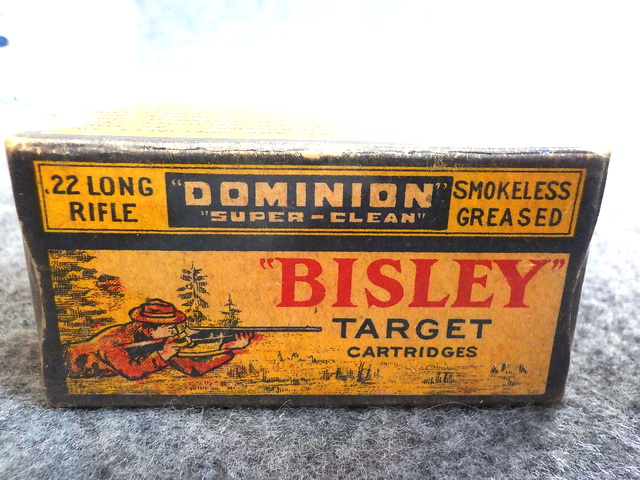 .22 LONG RIFLE
"DOMINION"
"SUPER-CLEAN"
SMOKELESS GREASED
"BISLEY"
TARGET
CARTRIDGES